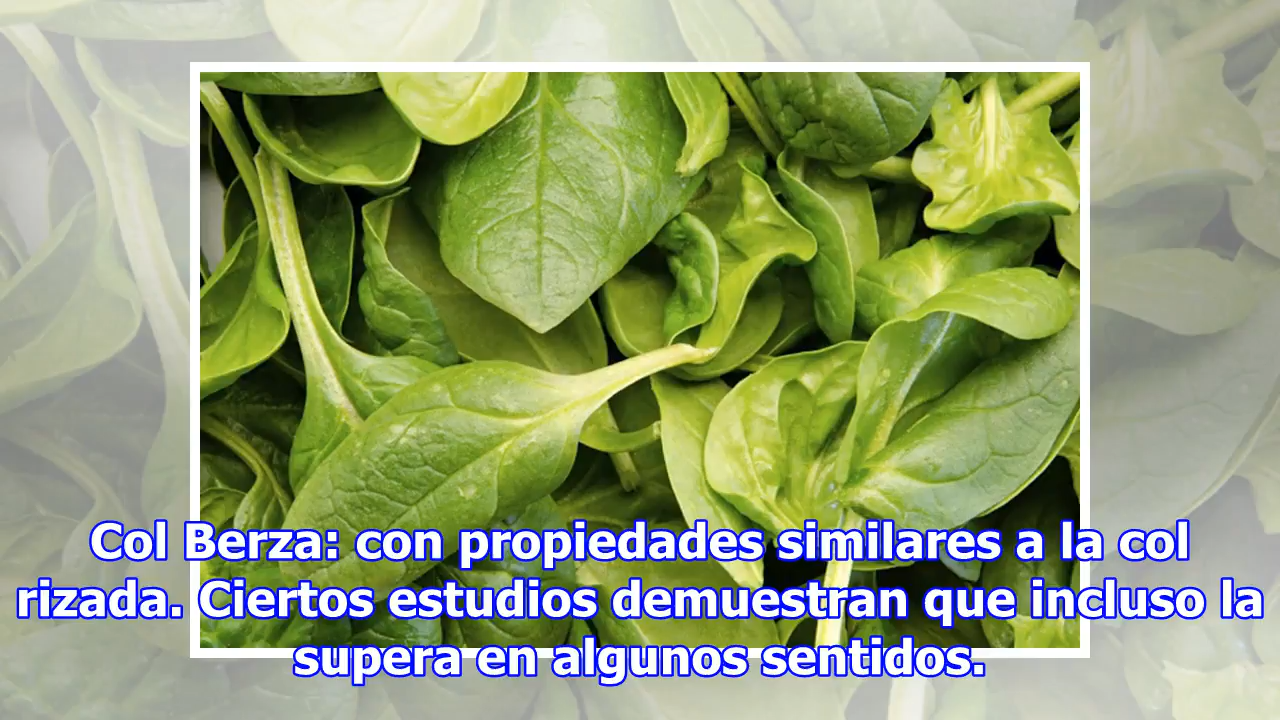 Col Berza: con propiedades similares a la col
rizada. Ciertos estudios demuestran que incluso la
supera en algunos sentidos.